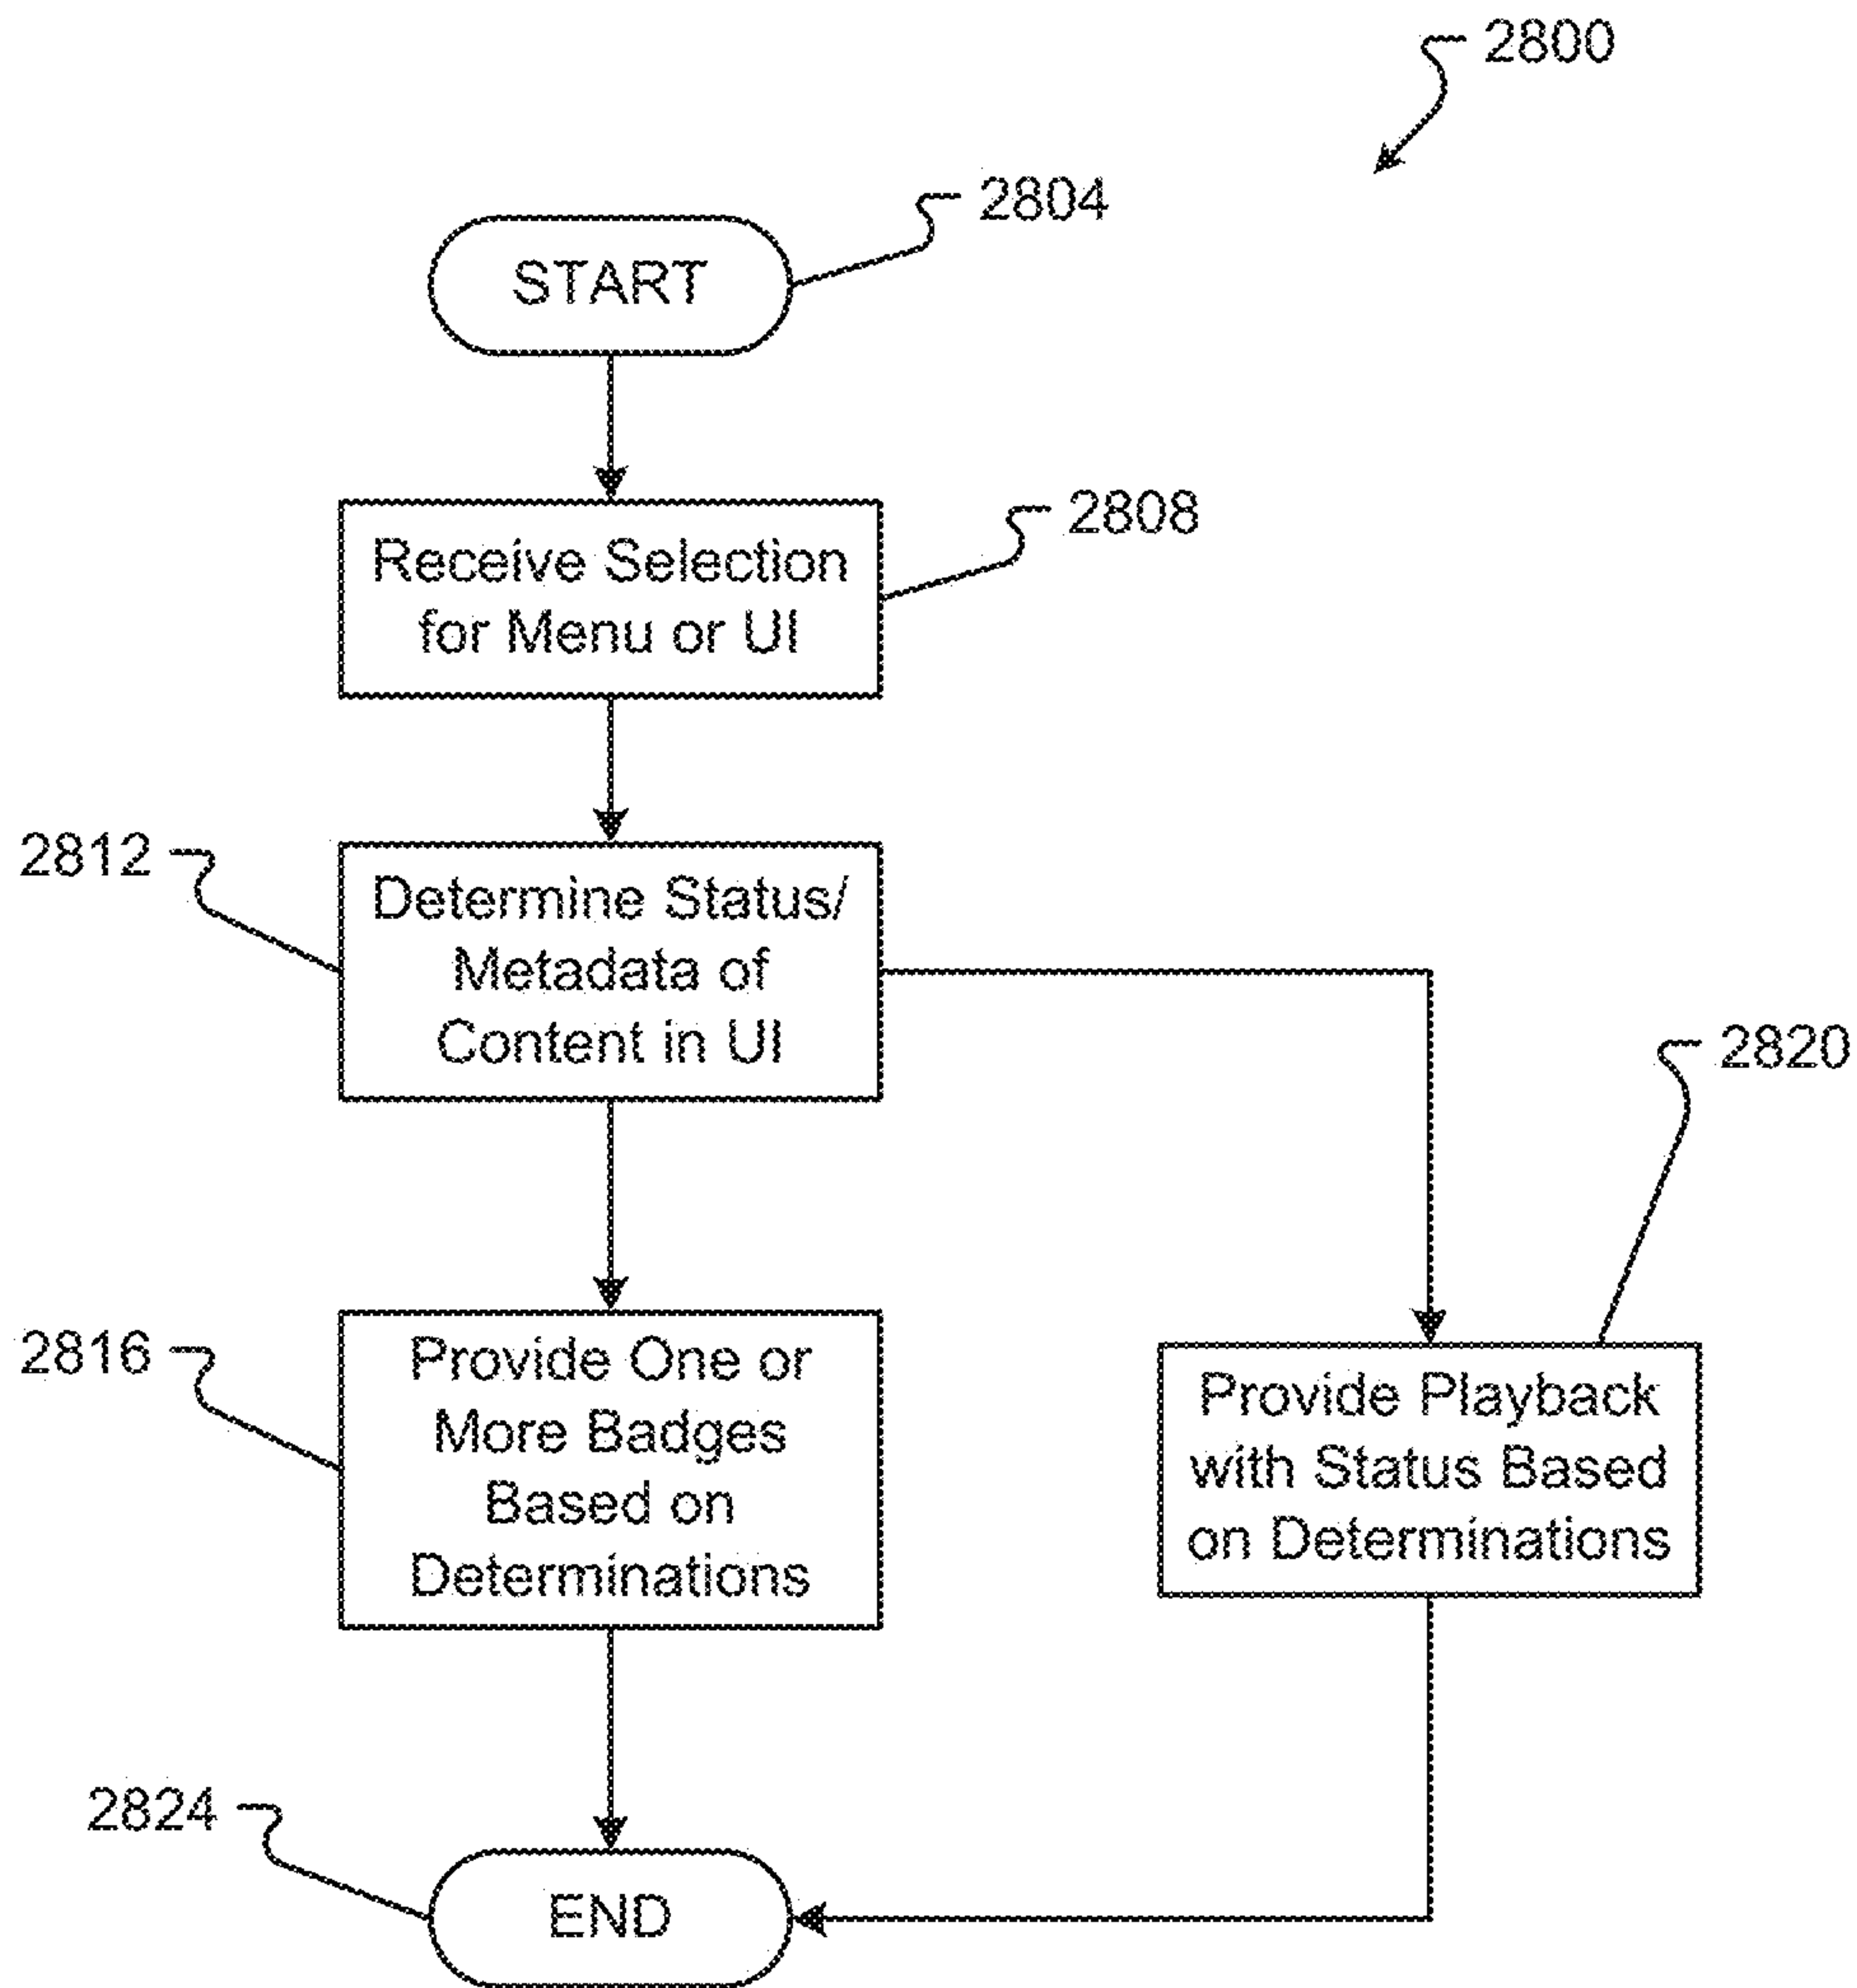 2800
2804
START
2808
Receive Selection
for Menu or UI
2812
Determine Status/
Metadata of
Content in UI
2820
2816
Provide One or
More Badges
Based on
Determinations
Provide Playback
with Status Based
on Determinations
2824
END